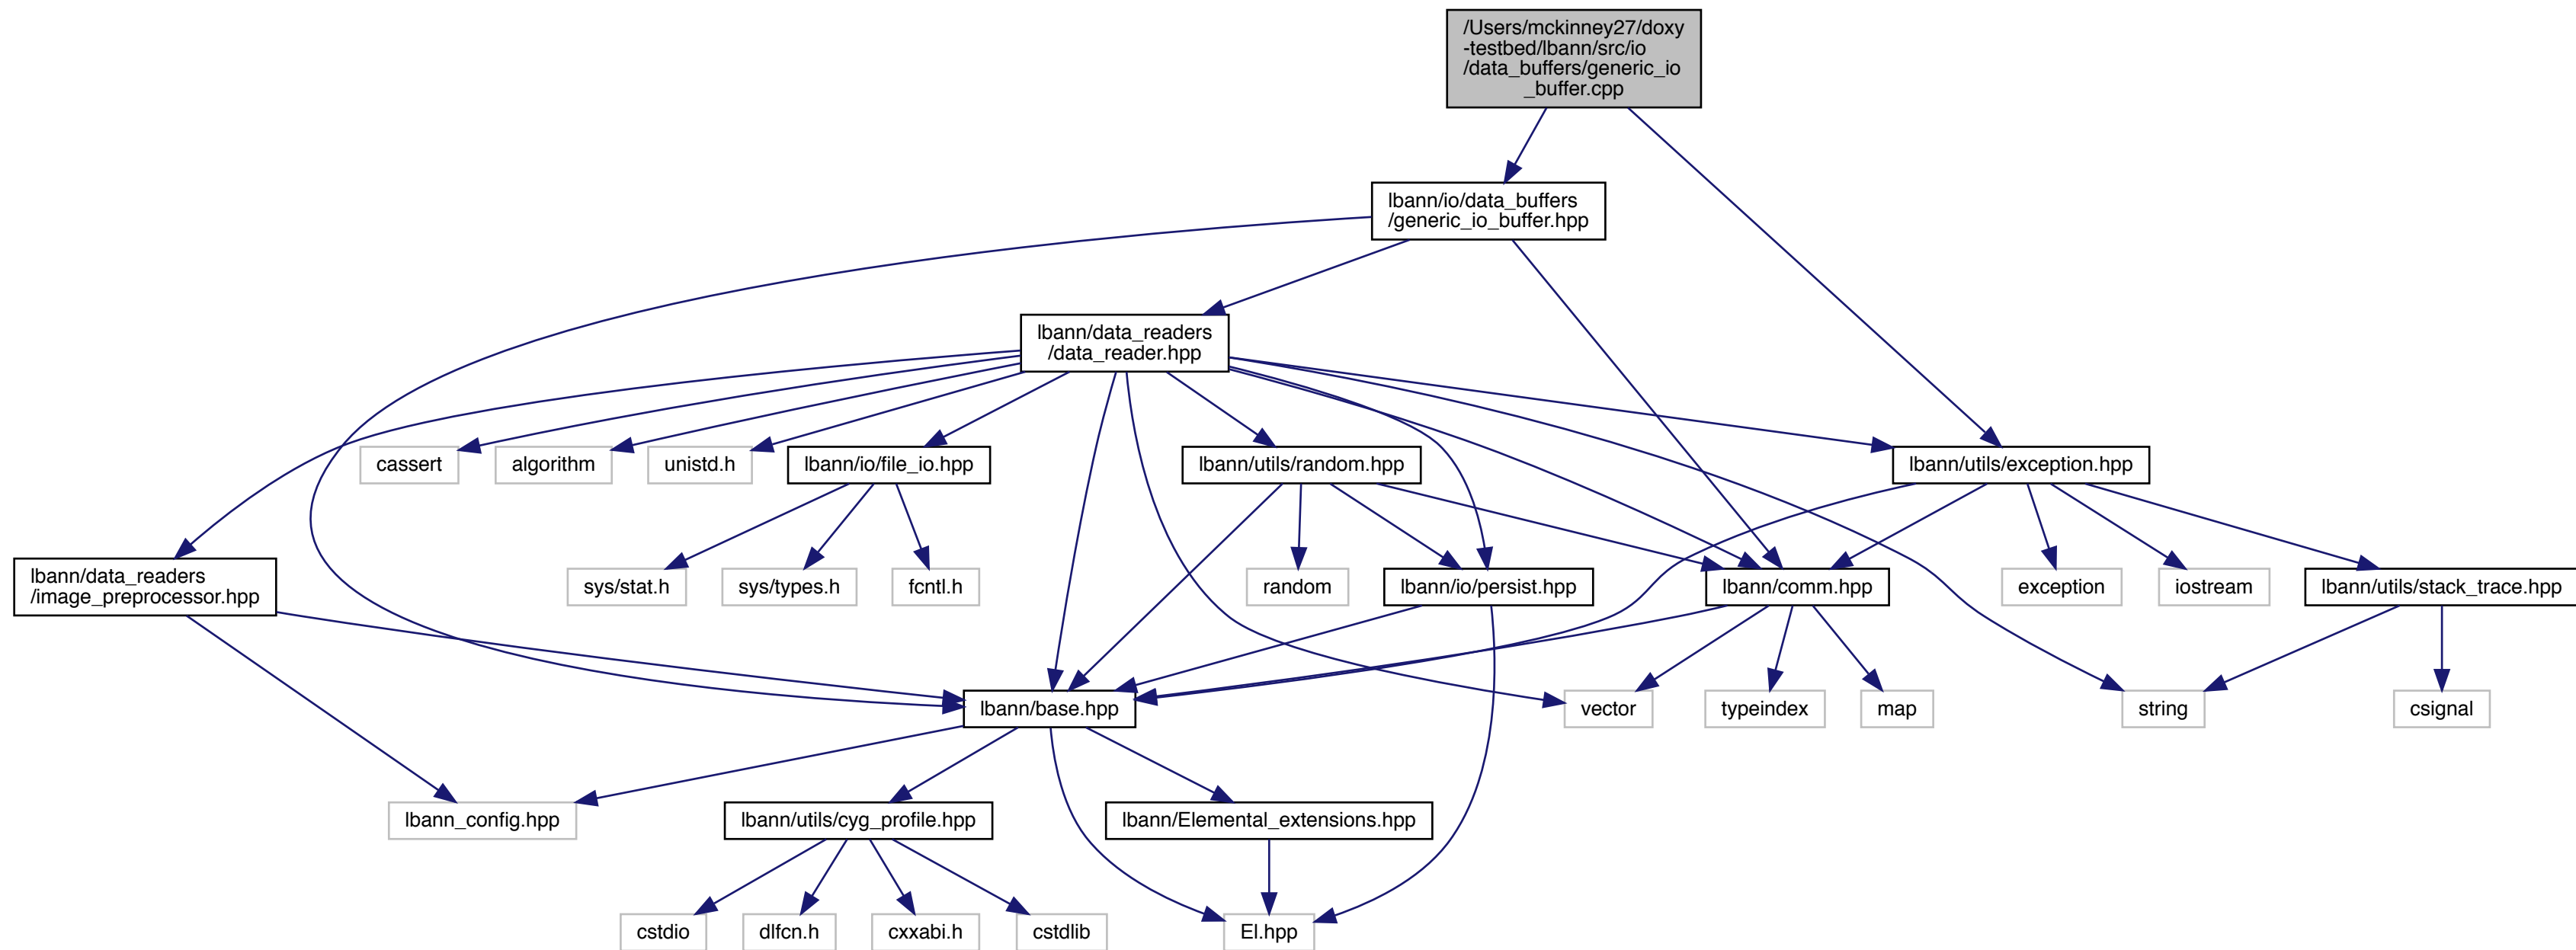 /Users/mckinney27/doxy
-testbed/lbann/src/io
/data_buffers/generic_io
_buffer.cpp
lbann/io/data_buffers
/generic_io_buffer.hpp
lbann/data_readers
/data_reader.hpp
cassert
algorithm
unistd.h
lbann/io/file_io.hpp
lbann/utils/random.hpp
lbann/utils/exception.hpp
lbann/data_readers
/image_preprocessor.hpp
sys/stat.h
sys/types.h
fcntl.h
random
lbann/io/persist.hpp
lbann/comm.hpp
exception
iostream
lbann/utils/stack_trace.hpp
lbann/base.hpp
vector
typeindex
map
string
csignal
lbann_config.hpp
lbann/utils/cyg_profile.hpp
lbann/Elemental_extensions.hpp
cstdio
dlfcn.h
cxxabi.h
cstdlib
El.hpp